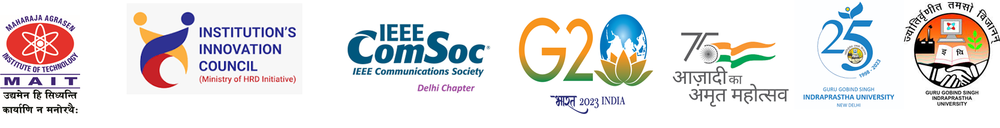 MAHARAJA AGRASEN
INSTITUTE OF TECHNOLOGY
MAIT
उद्यमेन हि सिध्यन्ति
कार्याणि न मनोरथै:
INSTITUTION'S
INNOVATION
COUNCIL
(Ministry of HRD Initiative)
IEEE
ComSoc®
IEEE Communications Society
Delhi Chapter
G20
भारत 2023 INDIA
75
आज़ादी का
अमृत महोत्सव
25
1998 - 2023
GURU GOBIND SINGH
INDRAPRASTHA UNIVERSITY
NEW DELHI
ज्योतिर्वृणीत तमसो विजानन्
इ वि
GURU GOBIND SINGH
INDRAPRASTHA
UNIVERSITY